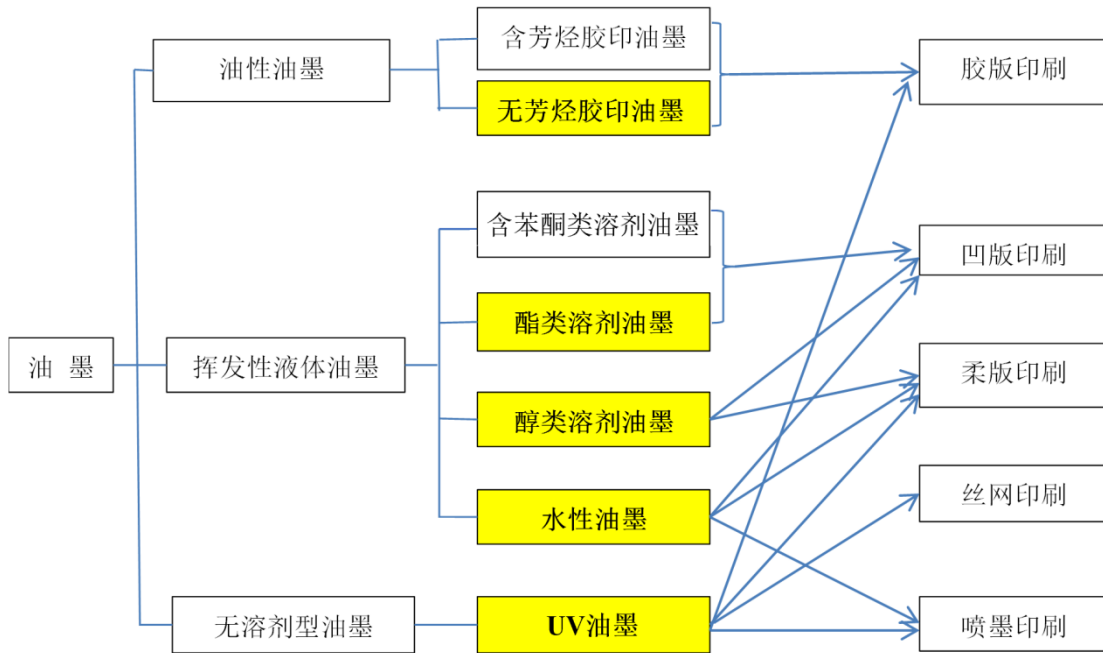 油性油墨
含芳烃胶印油墨
无芳烃胶印油墨
胶版印刷
含苯酮类溶剂油墨
凹版印刷
酯类溶剂油墨
油 墨
挥发性液体油墨
柔版印刷
醇类溶剂油墨
丝网印刷
水性油墨
无溶剂型油墨
UV油墨
喷墨印刷